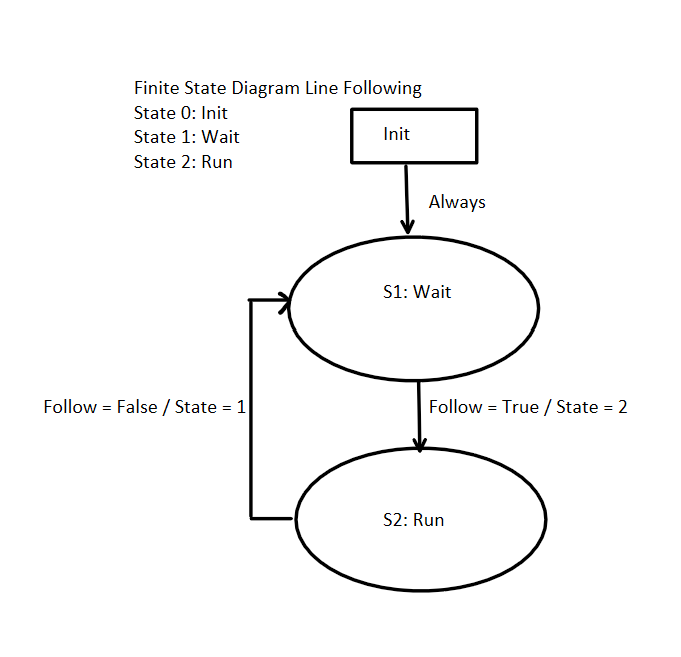 Finite State Diagram Line Following
State 0: Init
State 1: Wait
State 2: Run
Init
Always
S1: Wait
Follow = False / State = 1
Follow = True / State = 2
S2: Run